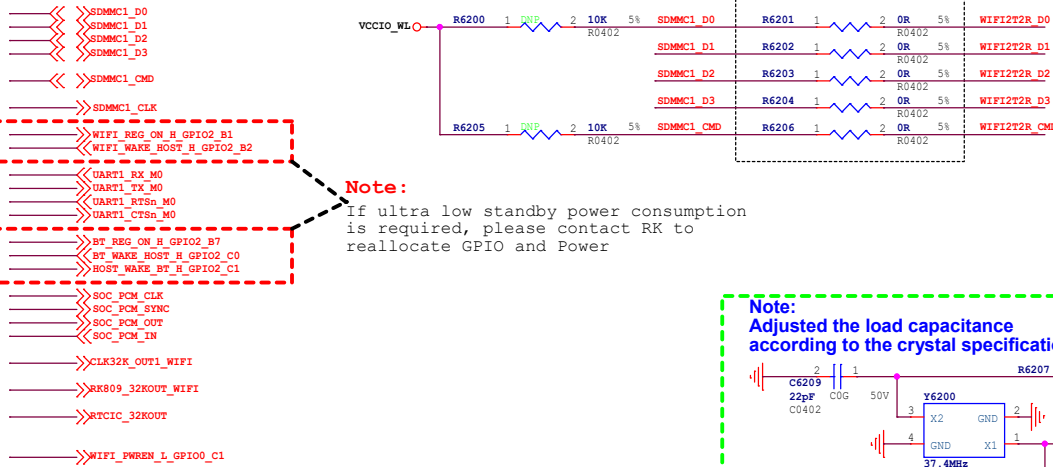 SDMMC1_D0
SDMMC1_D1
SDMMC1_D2
SDMMC1_D3
SDMMC1_CMD
SDMMC1_CLK
WIFI_REG_ON_H_GPIO2_B1
WIFI_WAKE_HOST_H_GPIO2_B2
UART1_RX_M0
UART1_TX_M0
UART1_RTSn_M0
UART1_CTSn_M0
BT_REG_ON_H_GPIO2_B7
BT_WAKE_HOST_H_GPIO2_C0
HOST_WAKE_BT_H_GPIO2_C1
SOC_PCM_CLK
SOC_PCM_SYNC
SOC_PCM_OUT
SOC_PCM_IN
CLK32K_OUT1_WIFI
RK809_32KOUT_WIFI
RTCIC_32KOUT
WIFI_PWREN_L_GPIO0_C1
VCCIO_WL R6200 1 DNP 2 10K 5% SDMMC1_D0 R6201 1 2 0R 5% WIFI2T2R_D0
R0402 R0402
SDMMC1_D1 R6202 1 2 0R 5% WIFI2T2R_D1
R0402
SDMMC1_D2 R6203 1 2 0R 5% WIFI2T2R_D2
R0402
SDMMC1_D3 R6204 1 2 0R 5% WIFI2T2R_D3
R0402
R6205 1 DNP 2 10K 5% SDMMC1_CMD R6206 1 2 0R 5% WIFI2T2R_CM
R0402 R0402
Note:
If ultra low standby power consumption
is required, please contact RK to
reallocate GPIO and Power
Note:
Adjusted the load capacitance
according to the crystal specificati
2 1 R6207
C6209
22pF C0G 50V Y6200
C0402
3 X2 GND 2
4 GND X1 1
37.4MHz